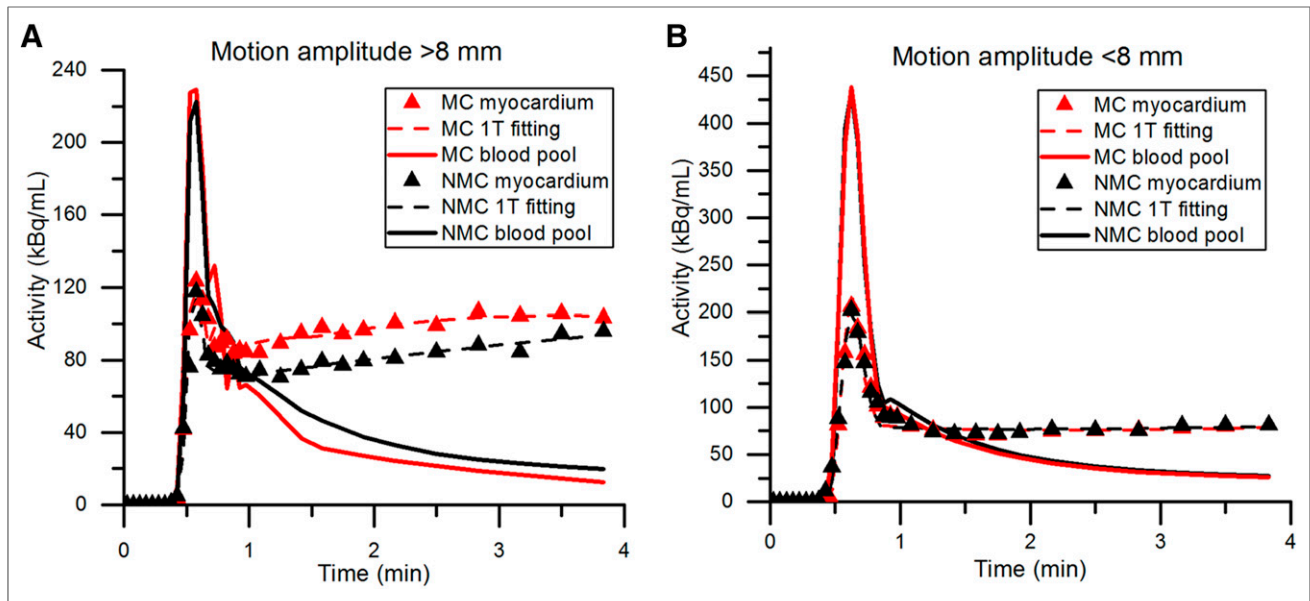 A
Motion amplitude >8 mm
240
200
160
120
80
40
0
Activity (kBq/mL)
MC myocardium
MC 1T fitting
MC blood pool
NMC myocardium
NMC 1T fitting
NMC blood pool
0 1 2 3 4
Time (min)
B
Motion amplitude <8 mm
450
400
350
300
250
200
150
100
50
0
Activity (kBq/mL)
MC myocardium
MC 1T fitting
MC blood pool
NMC myocardium
NMC 1T fitting
NMC blood pool
0 1 2 3 4
Time (min)